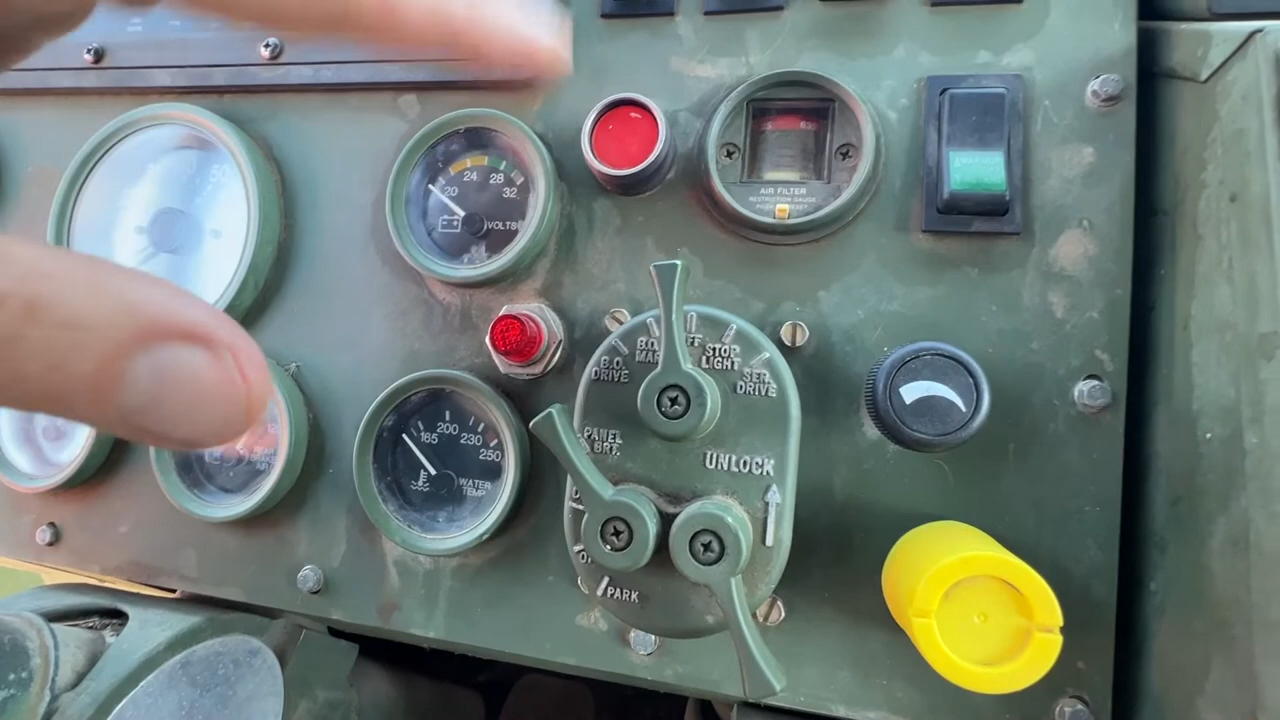 24
28
20
32
VOLTS
AIR FILTER
RESTRICTION GAUGE
B.O.
DRIVE
B.O.
MAR
STOP
LIGHT
SER.
DRIVE
PANEL
BRT.
UNLOCK
PARK
200
165
230
250
WATER
TEMP